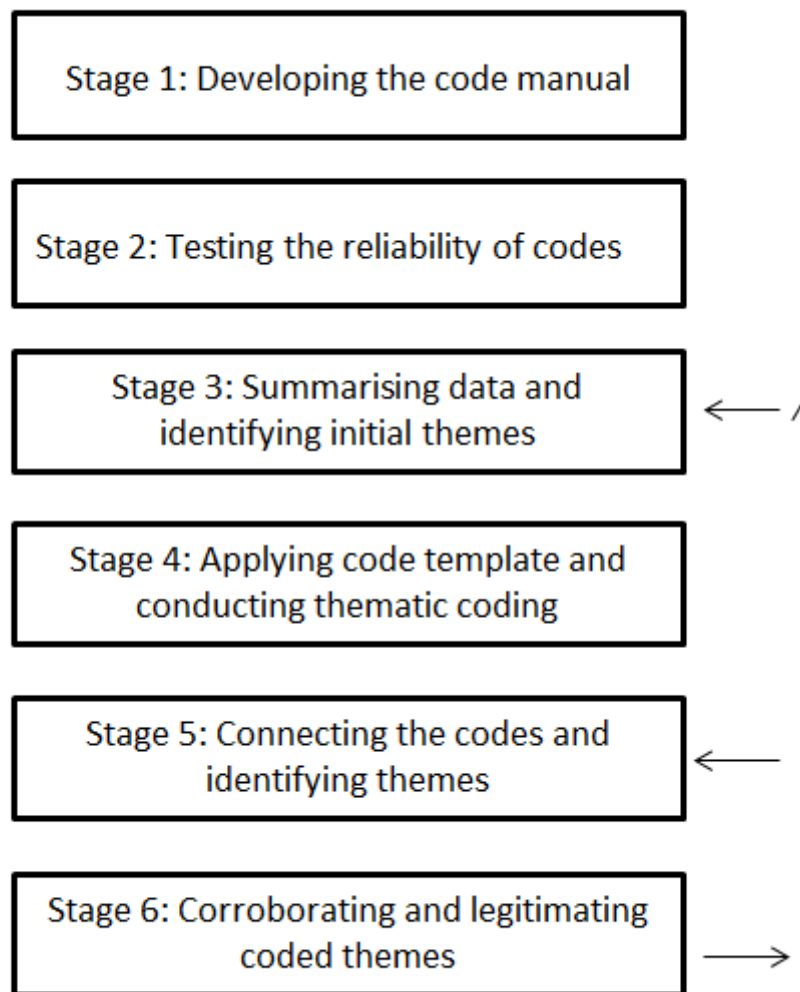 Stage 1: Developing the code manual
Stage 2: Testing the reliability of codes
Stage 3: Summarising data and
identifying initial themes
Stage 4: Applying code template and
conducting thematic coding
Stage 5: Connecting the codes and
identifying themes
Stage 6: Corroborating and legitimating
coded themes